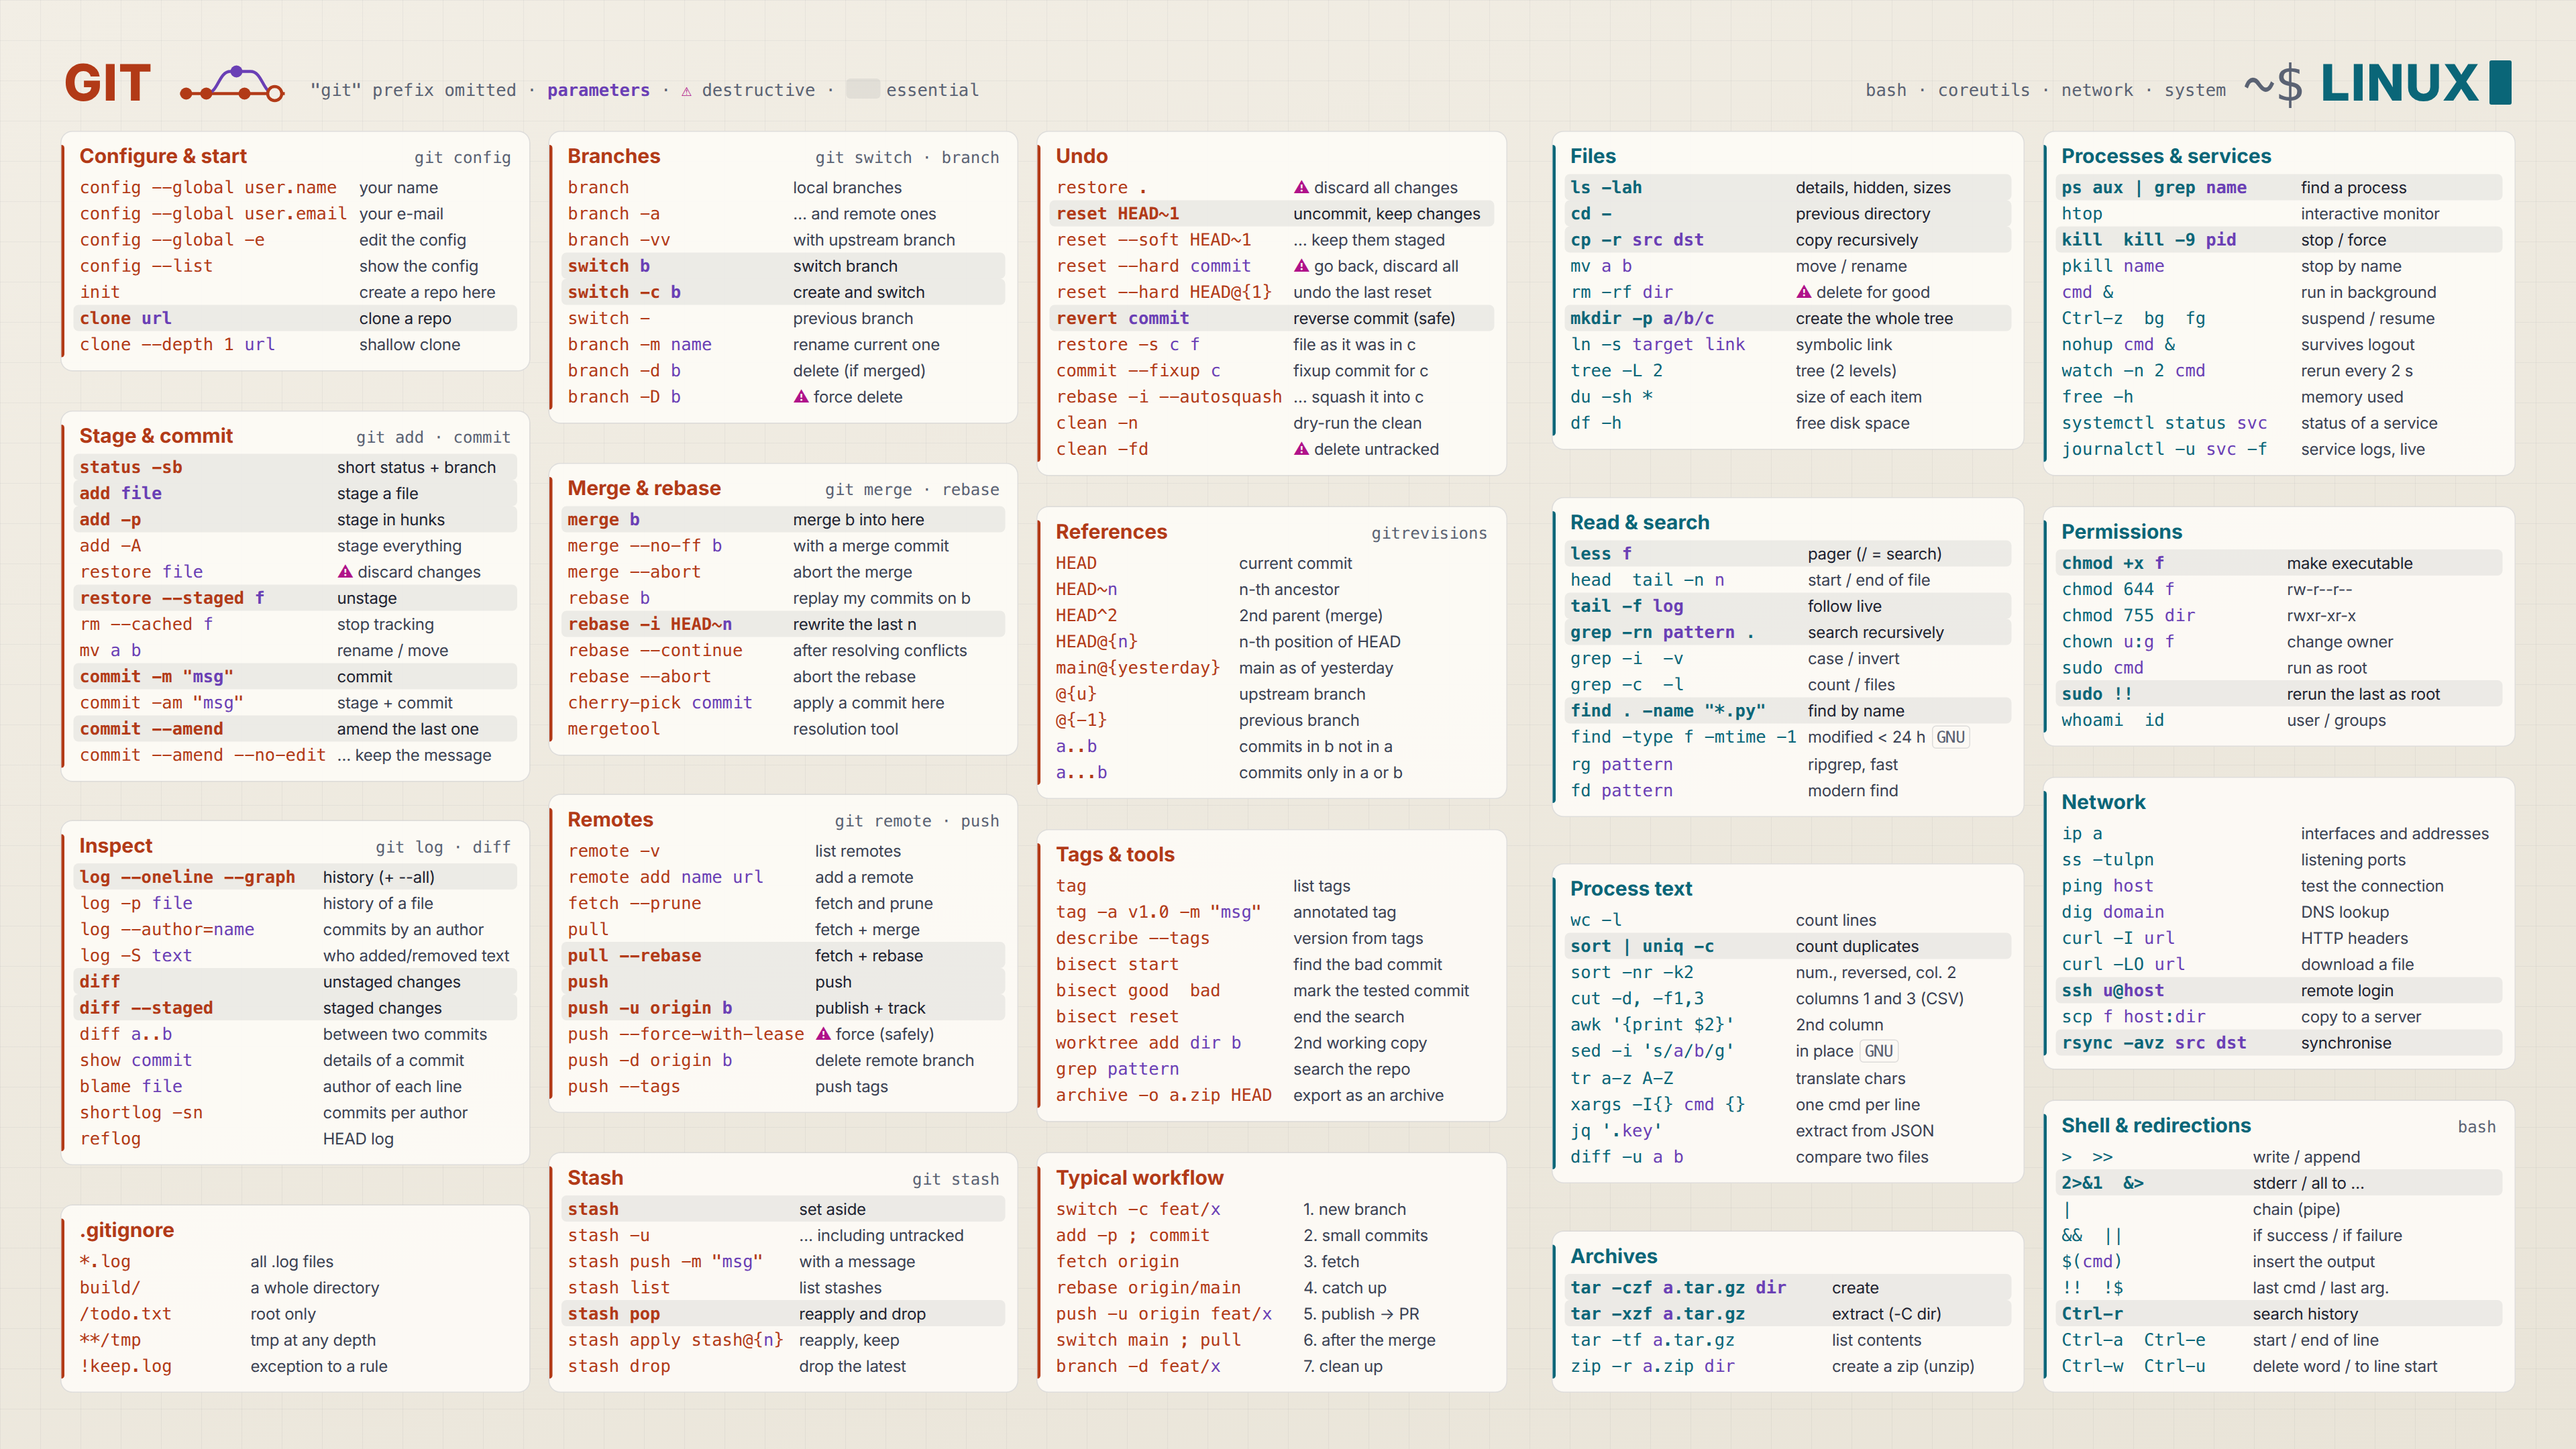 GIT "git" prefix omitted · parameters · ⚠ destructive · essential
bash · coreutils · network · system ~$ LINUX
Configure & start git config
config --global user.name your name
config --global user.email your e-mail
config --global -e edit the config
config --list show the config
init create a repo here
clone url clone a repo
clone --depth 1 url shallow clone
Stage & commit git add · commit
status -sb short status + branch
add file stage a file
add -p stage in hunks
add -A stage everything
restore file ⚠ discard changes
restore --staged f unstage
rm --cached f stop tracking
mv a b rename / move
commit -m "msg" commit
commit -am "msg" stage + commit
commit --amend amend the last one
commit --amend --no-edit ... keep the message
Inspect git log · diff
log --oneline --graph history (+ --all)
log -p file history of a file
log --author=name commits by an author
log -S text who added/removed text
diff unstaged changes
diff --staged staged changes
diff a..b between two commits
show commit details of a commit
blame file author of each line
shortlog -sn commits per author
reflog HEAD log
.gitignore
*.log all .log files
build/ a whole directory
/todo.txt root only
**/tmp tmp at any depth
!keep.log exception to a rule
Branches git switch · branch
branch local branches
branch -a ... and remote ones
branch -vv with upstream branch
switch b switch branch
switch -c b create and switch
switch - previous branch
branch -m name rename current one
branch -d b delete (if merged)
branch -D b ⚠ force delete
Merge & rebase git merge · rebase
merge b merge b into here
merge --no-ff b with a merge commit
merge --abort abort the merge
rebase b replay my commits on b
rebase -i HEAD~n rewrite the last n
rebase --continue after resolving conflicts
rebase --abort abort the rebase
cherry-pick commit apply a commit here
mergetool resolution tool
Remotes git remote · push
remote -v list remotes
remote add name url add a remote
fetch --prune fetch and prune
pull fetch + merge
pull --rebase fetch + rebase
push push
push -u origin b publish + track
push --force-with-lease ⚠ force (safely)
push -d origin b delete remote branch
push --tags push tags
Stash git stash
stash set aside
stash -u ... including untracked
stash push -m "msg" with a message
stash list list stashes
stash pop reapply and drop
stash apply stash@{n} reapply, keep
stash drop drop the latest
Undo
restore . ⚠ discard all changes
reset HEAD~1 uncommit, keep changes
reset --soft HEAD~1 ... keep them staged
reset --hard commit ⚠ go back, discard all
reset --hard HEAD@{1} undo the last reset
revert commit reverse commit (safe)
restore -s c f file as it was in c
commit --fixup c fixup commit for c
rebase -i --autosquash ... squash it into c
clean -n dry-run the clean
clean -fd ⚠ delete untracked
References gitrevisions
HEAD current commit
HEAD~n n-th ancestor
HEAD^2 2nd parent (merge)
HEAD@{n} n-th position of HEAD
main@{yesterday} main as of yesterday
@{u} upstream branch
@{-1} previous branch
a..b commits in b not in a
a...b commits only in a or b
Tags & tools
tag list tags
tag -a v1.0 -m "msg" annotated tag
describe --tags version from tags
bisect start find the bad commit
bisect good bad mark the tested commit
bisect reset end the search
worktree add dir b 2nd working copy
grep pattern search the repo
archive -o a.zip HEAD export as an archive
Typical workflow
switch -c feat/x 1. new branch
add -p ; commit 2. small commits
fetch origin 3. fetch
rebase origin/main 4. catch up
push -u origin feat/x 5. publish → PR
switch main ; pull 6. after the merge
branch -d feat/x 7. clean up
Files
ls -lah details, hidden, sizes
cd - previous directory
cp -r src dst copy recursively
mv a b move / rename
rm -rf dir ⚠ delete for good
mkdir -p a/b/c create the whole tree
ln -s target link symbolic link
tree -L 2 tree (2 levels)
du -sh * size of each item
df -h free disk space
Read & search
less f pager (/ = search)
head tail -n n start / end of file
tail -f log follow live
grep -rn pattern . search recursively
grep -i -v case / invert
grep -c -l count / files
find . -name "*.py" find by name
find -type f -mtime -1 modified < 24 h GNU
rg pattern ripgrep, fast
fd pattern modern find
Process text
wc -l count lines
sort | uniq -c count duplicates
sort -nr -k2 num., reversed, col. 2
cut -d, -f1,3 columns 1 and 3 (CSV)
awk '{print $2}' 2nd column
sed -i 's/a/b/g' in place GNU
tr a-z A-Z translate chars
xargs -I{} cmd {} one cmd per line
jq '.key' extract from JSON
diff -u a b compare two files
Archives
tar -czf a.tar.gz dir create
tar -xzf a.tar.gz extract (-C dir)
tar -tf a.tar.gz list contents
zip -r a.zip dir create a zip (unzip)
Processes & services
ps aux | grep name find a process
htop interactive monitor
kill kill -9 pid stop / force
pkill name stop by name
cmd & run in background
Ctrl-z bg fg suspend / resume
nohup cmd & survives logout
watch -n 2 cmd rerun every 2 s
free -h memory used
systemctl status svc status of a service
journalctl -u svc -f service logs, live
Permissions
chmod +x f make executable
chmod 644 f rw-r--r--
chmod 755 dir rwxr-xr-x
chown u:g f change owner
sudo cmd run as root
sudo !! rerun the last as root
whoami id user / groups
Network
ip a interfaces and addresses
ss -tulpn listening ports
ping host test the connection
dig domain DNS lookup
curl -I url HTTP headers
curl -LO url download a file
ssh u@host remote login
scp f host:dir copy to a server
rsync -avz src dst synchronise
Shell & redirections bash
> >> write / append
2>&1 &> stderr / all to ...
| chain (pipe)
&& || if success / if failure
$(cmd) insert the output
!! !$ last cmd / last arg.
Ctrl-r search history
Ctrl-a Ctrl-e start / end of line
Ctrl-w Ctrl-u delete word / to line start